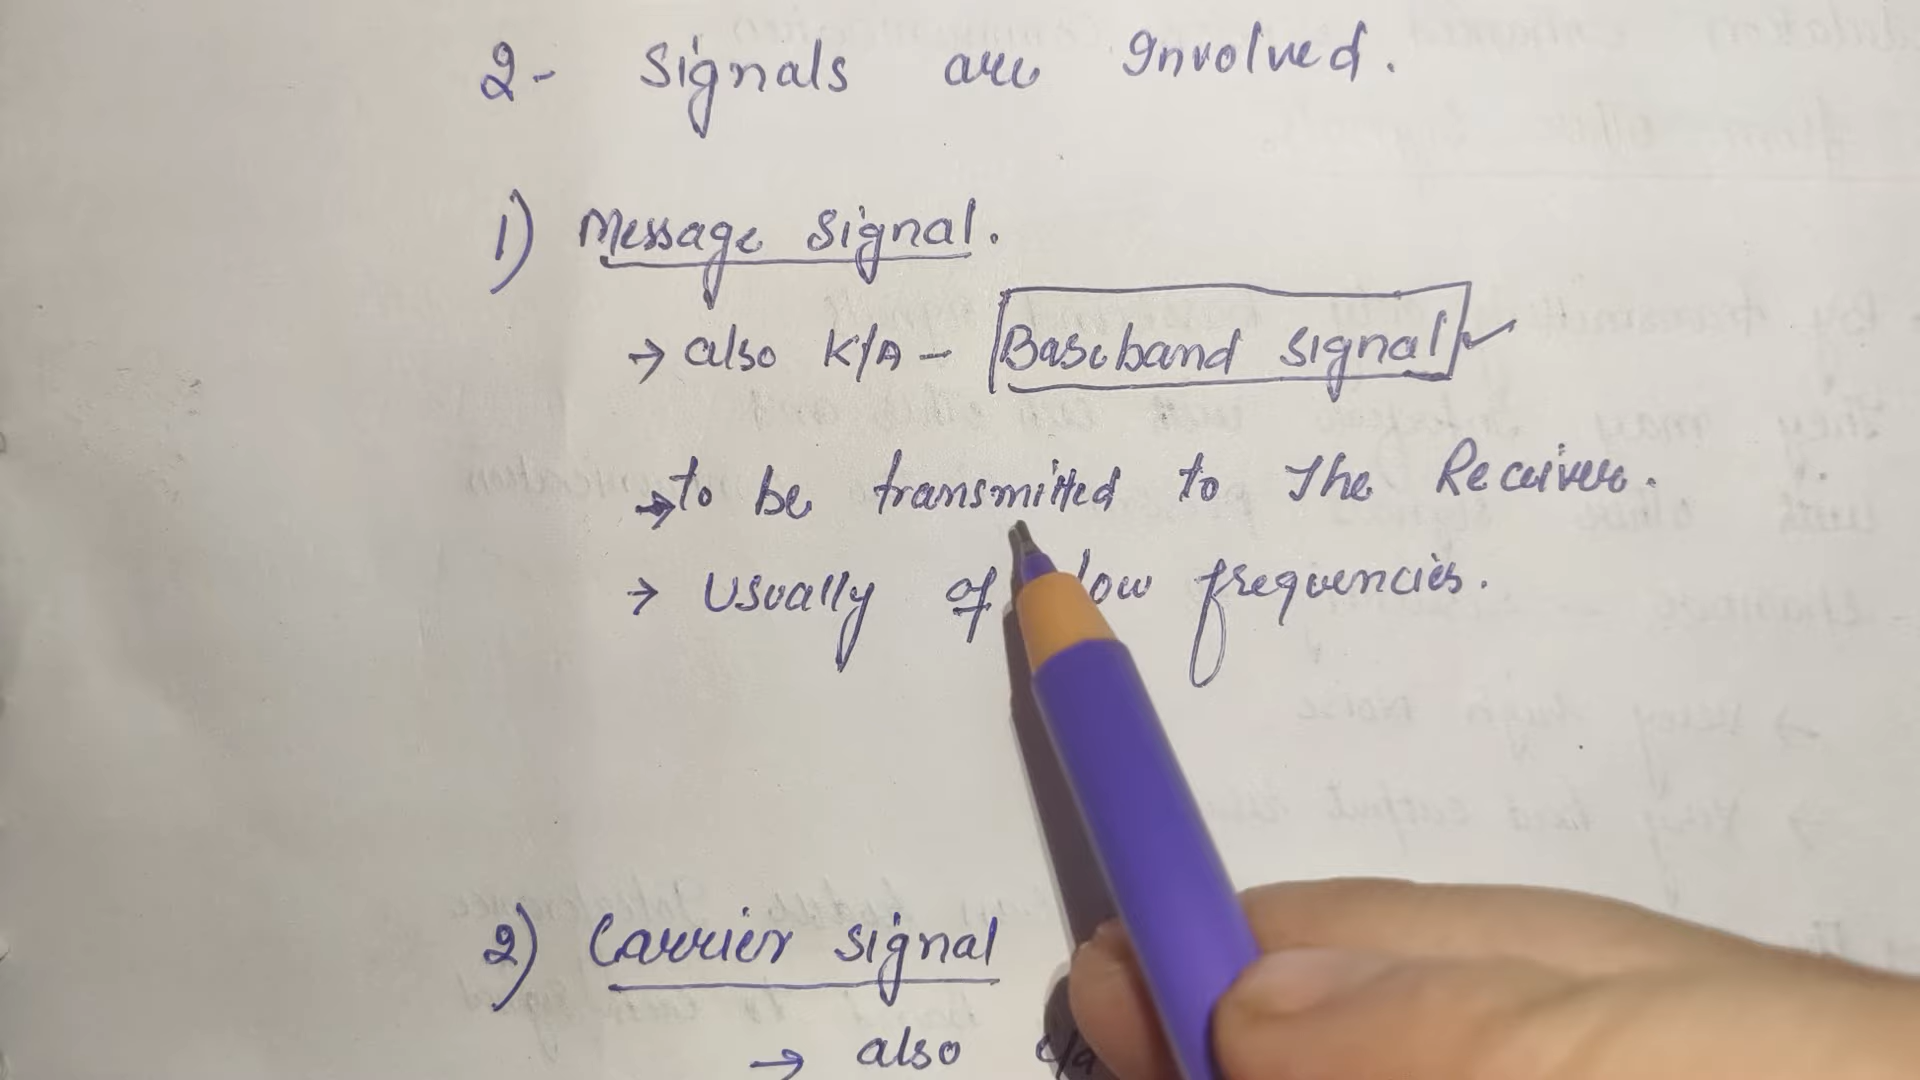 2- Signals are Involved.
1) Message Signal.
→ also K/A - Baseband Signal ✓
→ to be transmitted to The Receiver.
→ Usually of low frequencies.
2) Carrier Signal
→ also k/a